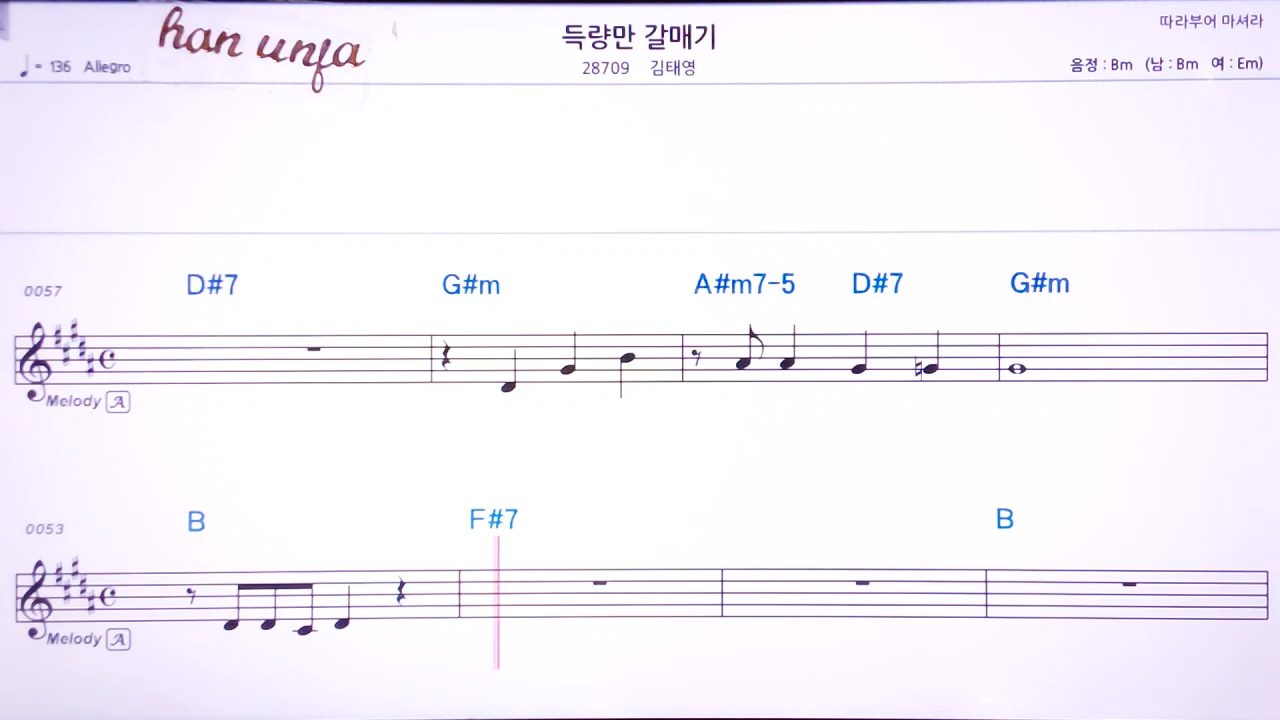 han unfa
득량만 갈매기
따라부어 마셔라
♩ = 136 Allegro
28709 김태영
음정 : Bm (남 : Bm 여 : Em)
D#7 G#m A#m7-5 D#7 G#m
0057
Melody A
B F#7 B
0053
Melody A